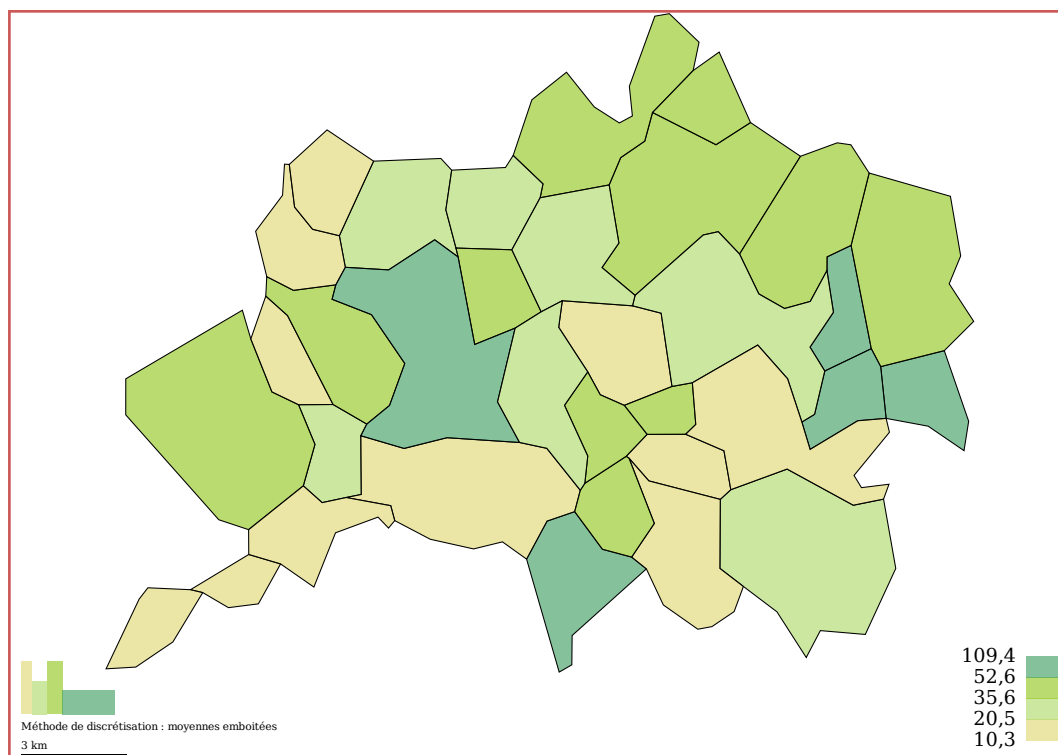 109,4
52,6
35,6
20,5
10,3
Méthode de discrétisation : moyennes emboitées
3 km